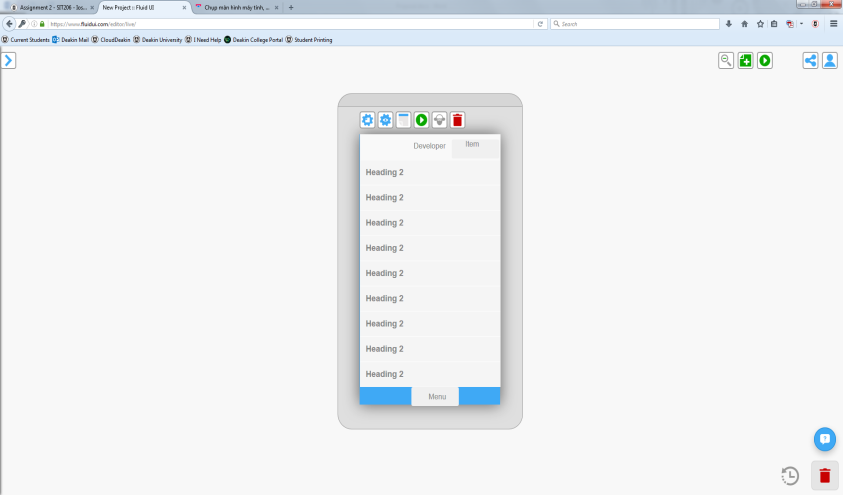 Assignment 2 - SIT206 - Ios... ×
New Project :: Fluid UI ×
Chụp màn hình máy tính, ... ×
https://www.fluidui.com/editor/live/
Search
Current Students Deakin Mail CloudDeakin Deakin University I Need Help Deakin College Portal Student Printing
Developer Item
Heading 2
Heading 2
Heading 2
Heading 2
Heading 2
Heading 2
Heading 2
Heading 2
Heading 2
Menu